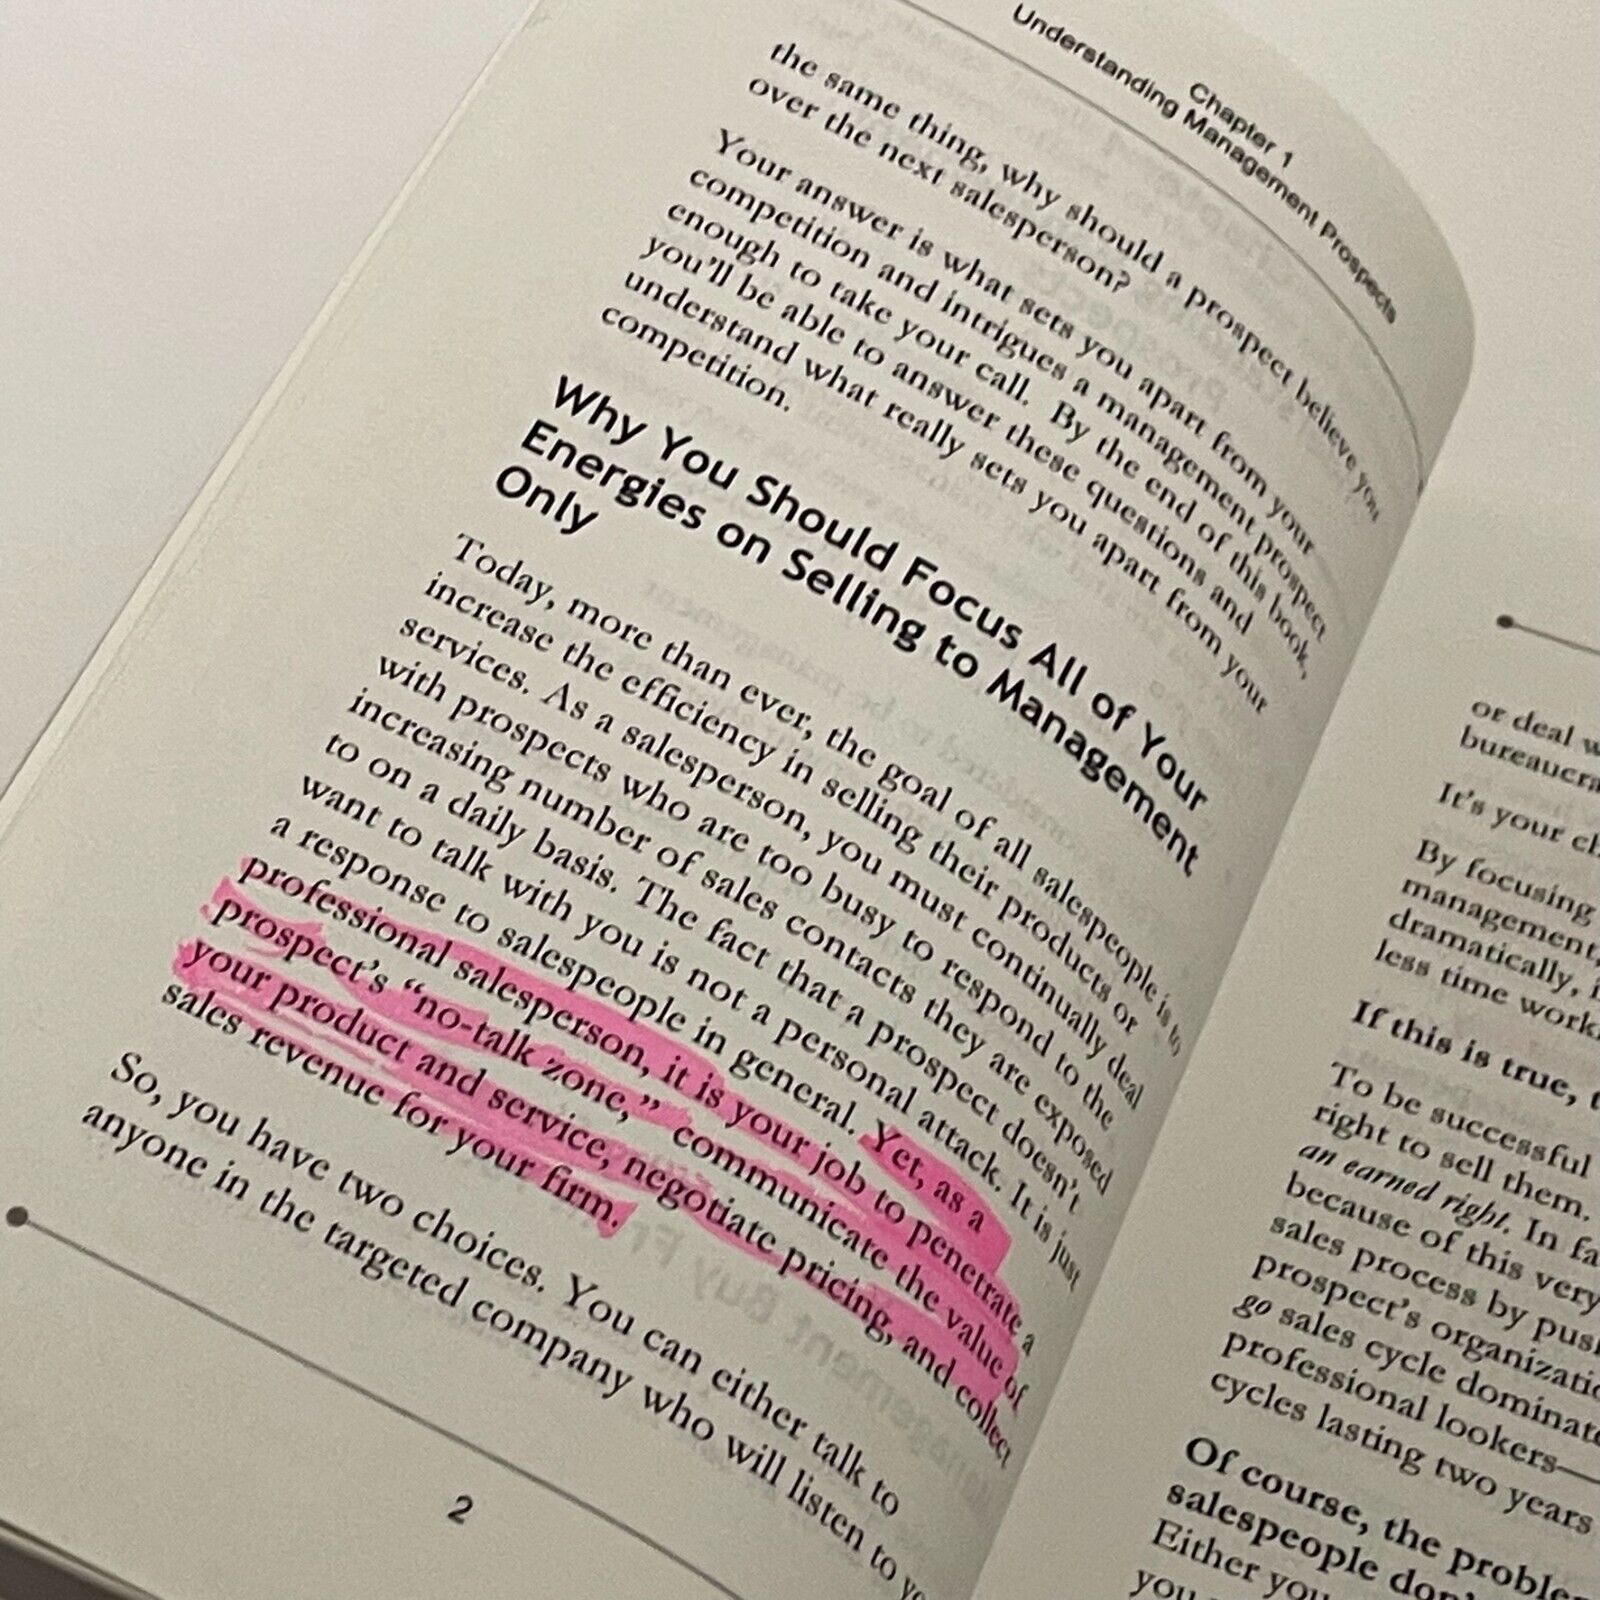 Chapter 1
Understanding Management Prospects
the same thing, why should a prospect believe you
over the next salesperson?
Your answer is what sets you apart from your
competition and intrigues a management prospect
enough to take your call. By the end of this book,
you'll be able to answer these questions and
understand what really sets you apart from your
competition.
Why You Should Focus All of Your
Energies on Selling to Management
Only
Today, more than ever, the goal of all salespeople is to
increase the efficiency in selling their products or
services. As a salesperson, you must continually deal
with prospects who are too busy to respond to the
increasing number of sales contacts they are exposed
to on a daily basis. The fact that a prospect doesn't
want to talk with you is not a personal attack. It is just
a response to salespeople in general. Yet, as a
professional salesperson, it is your job to penetrate a
prospect's “no-talk zone,” communicate the value of
your product and service, negotiate pricing, and collect
sales revenue for your firm.
So, you have two choices. You can either talk to
anyone in the targeted company who will listen to
2
or deal
It's your
By focusing
management,
dramatically,
less time
If this is true,
To be successful
right to sell them.
an earned right. In
because of this very
sales process by
prospect's
go sales cycle
professional lookers—
cycles lasting two years
Of course, the
salespeople
Either you
you